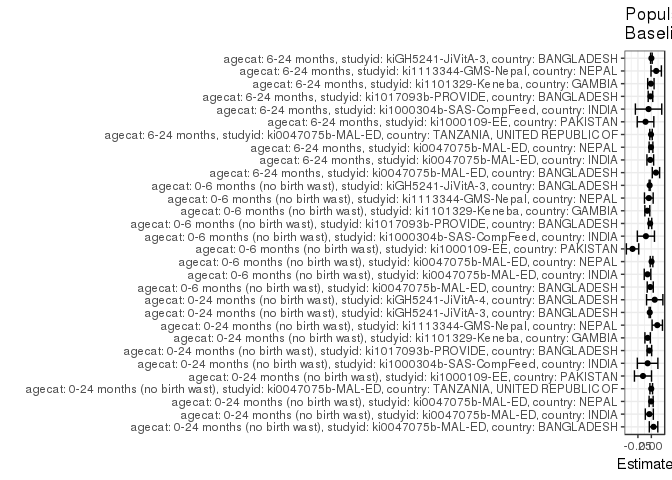 Popul
Baseli
agecat: 6-24 months, studyid: kiGH5241-JiVitA-3, country: BANGLADESH
agecat: 6-24 months, studyid: ki1113344-GMS-Nepal, country: NEPAL
agecat: 6-24 months, studyid: ki1101329-Keneba, country: GAMBIA
agecat: 6-24 months, studyid: ki1017093b-PROVIDE, country: BANGLADESH
agecat: 6-24 months, studyid: ki1000304b-SAS-CompFeed, country: INDIA
agecat: 6-24 months, studyid: ki1000109-EE, country: PAKISTAN
agecat: 6-24 months, studyid: ki0047075b-MAL-ED, country: TANZANIA, UNITED REPUBLIC OF
agecat: 6-24 months, studyid: ki0047075b-MAL-ED, country: NEPAL
agecat: 6-24 months, studyid: ki0047075b-MAL-ED, country: INDIA
agecat: 6-24 months, studyid: ki0047075b-MAL-ED, country: BANGLADESH
agecat: 0-6 months (no birth wast), studyid: kiGH5241-JiVitA-3, country: BANGLADESH
agecat: 0-6 months (no birth wast), studyid: ki1113344-GMS-Nepal, country: NEPAL
agecat: 0-6 months (no birth wast), studyid: ki1101329-Keneba, country: GAMBIA
agecat: 0-6 months (no birth wast), studyid: ki1017093b-PROVIDE, country: BANGLADESH
agecat: 0-6 months (no birth wast), studyid: ki1000304b-SAS-CompFeed, country: INDIA
agecat: 0-6 months (no birth wast), studyid: ki1000109-EE, country: PAKISTAN
agecat: 0-6 months (no birth wast), studyid: ki0047075b-MAL-ED, country: NEPAL
agecat: 0-6 months (no birth wast), studyid: ki0047075b-MAL-ED, country: INDIA
agecat: 0-6 months (no birth wast), studyid: ki0047075b-MAL-ED, country: BANGLADESH
agecat: 0-24 months (no birth wast), studyid: kiGH5241-JiVitA-4, country: BANGLADESH
agecat: 0-24 months (no birth wast), studyid: kiGH5241-JiVitA-3, country: BANGLADESH
agecat: 0-24 months (no birth wast), studyid: ki1113344-GMS-Nepal, country: NEPAL
agecat: 0-24 months (no birth wast), studyid: ki1101329-Keneba, country: GAMBIA
agecat: 0-24 months (no birth wast), studyid: ki1017093b-PROVIDE, country: BANGLADESH
agecat: 0-24 months (no birth wast), studyid: ki1000304b-SAS-CompFeed, country: INDIA
agecat: 0-24 months (no birth wast), studyid: ki1000109-EE, country: PAKISTAN
agecat: 0-24 months (no birth wast), studyid: ki0047075b-MAL-ED, country: TANZANIA, UNITED REPUBLIC OF
agecat: 0-24 months (no birth wast), studyid: ki0047075b-MAL-ED, country: NEPAL
agecat: 0-24 months (no birth wast), studyid: ki0047075b-MAL-ED, country: INDIA
agecat: 0-24 months (no birth wast), studyid: ki0047075b-MAL-ED, country: BANGLADESH
Estimate